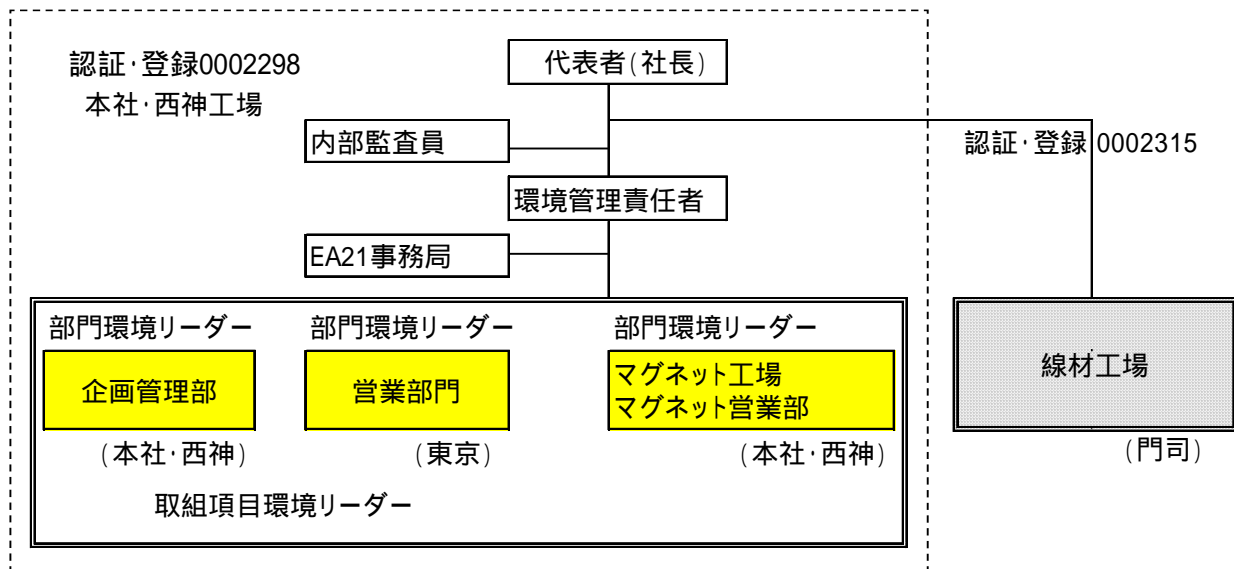 認証・登録0002298
本社・西神工場
代表者(社長)
内部監査員
認証・登録 0002315
環境管理責任者
EA21事務局
部門環境リーダー
企画管理部
(本社・西神)
部門環境リーダー
営業部門
(東京)
部門環境リーダー
マグネット工場
マグネット営業部
(本社・西神)
取組項目環境リーダー
線材工場
(門司)